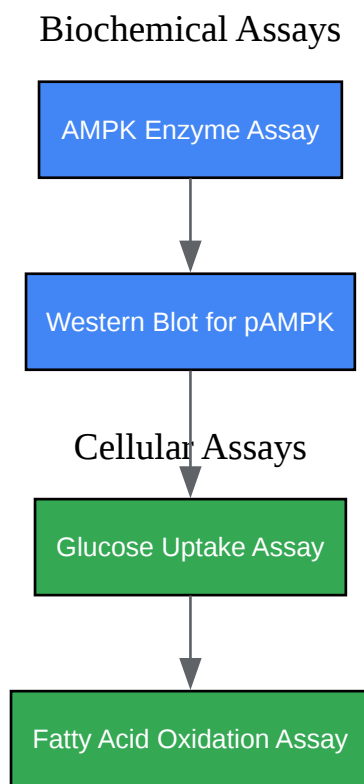 Biochemical Assays
AMPK Enzyme Assay
Western Blot for pAMPK
Cellular Assays
Glucose Uptake Assay
Fatty Acid Oxidation Assay